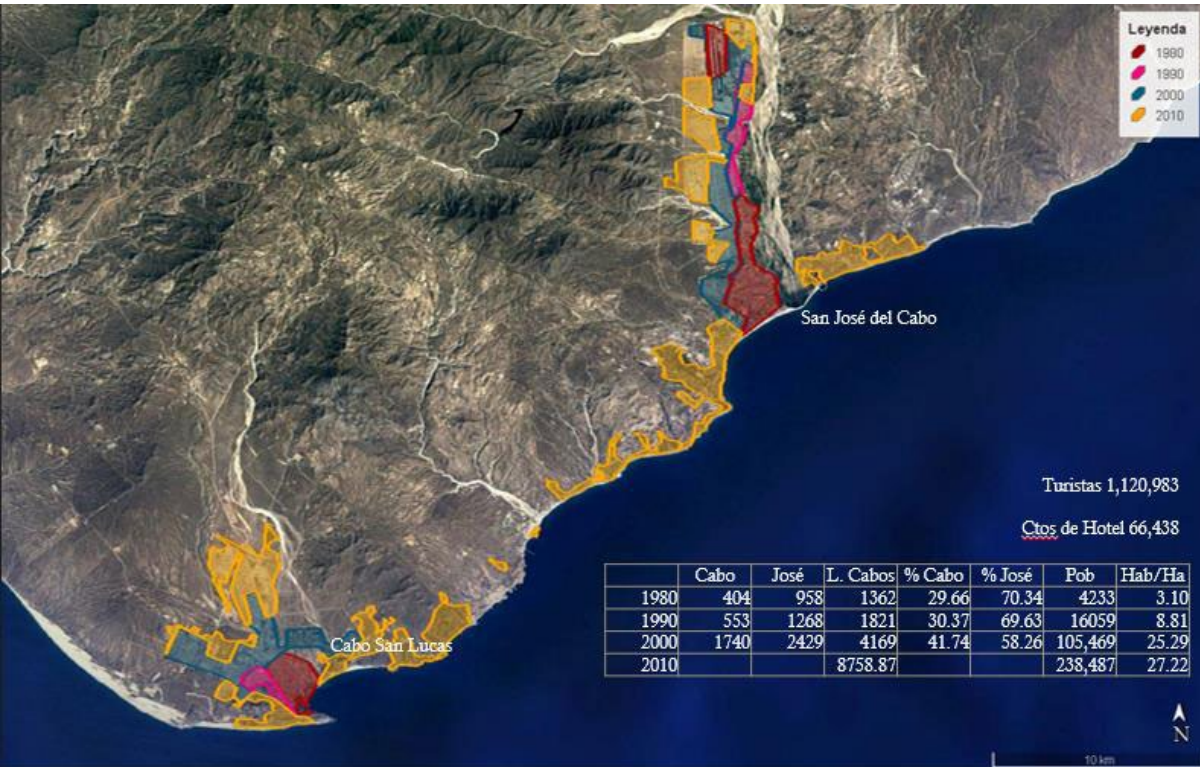 Leyenda
1980
1990
2000
2010
San José del Cabo
Turistas 1,120,983
Ctos de Hotel 66,438
Cabo José L. Cabos % Cabo % José Pob Hab/Ha
1980 404 958 1362 29.66 70.34 4233 3.10
1990 553 1268 1821 30.37 69.63 16059 8.81
2000 1740 2429 4169 41.74 58.26 105,469 25.29
2010 8758.87 238,487 27.22
Cabo San Lucas
N
10 km